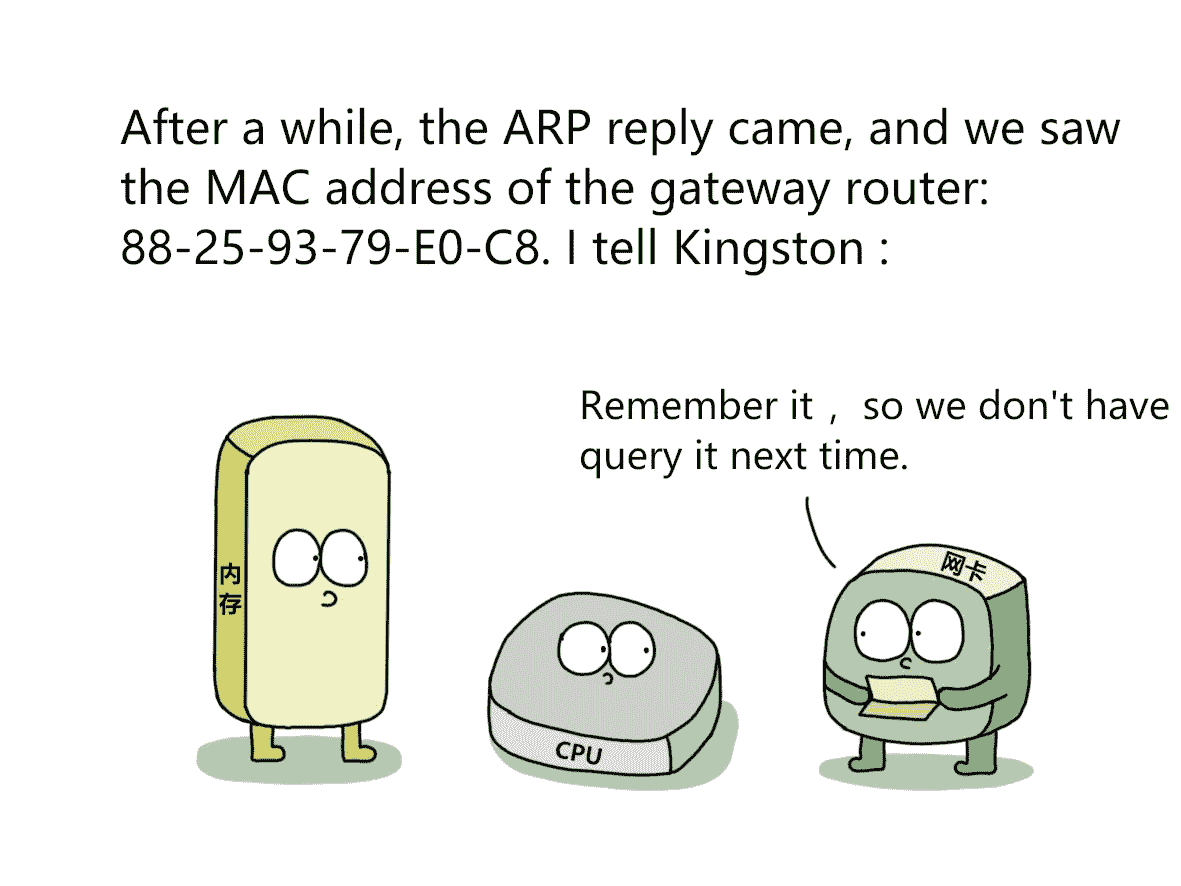 After a while, the ARP reply came, and we saw
the MAC address of the gateway router:
88-25-93-79-E0-C8. I tell Kingston :
Remember it， so we don't have
query it next time.
网卡
内
存
CPU